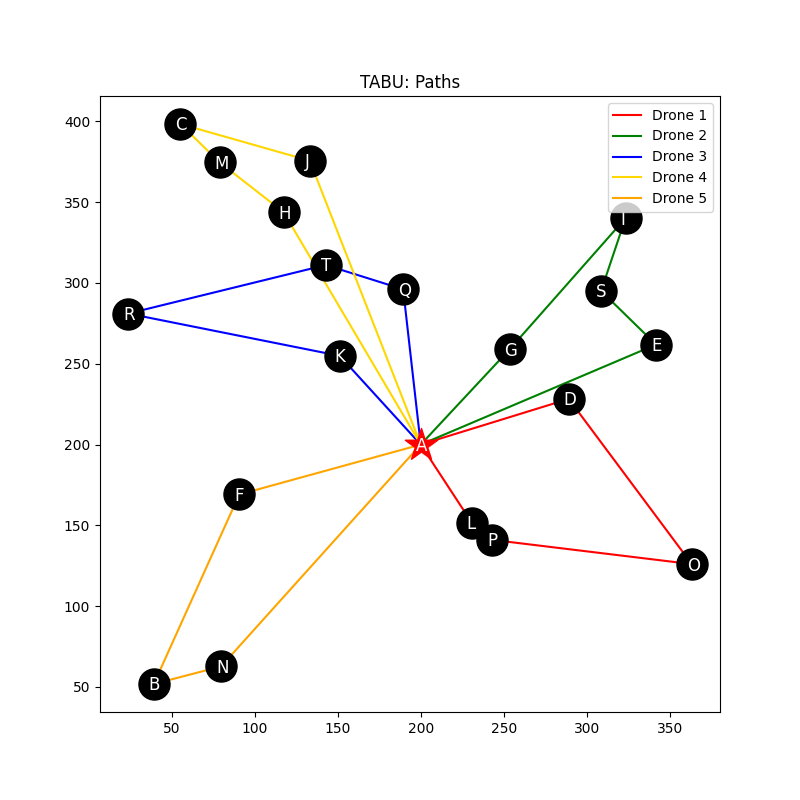 TABU: Paths
Drone 1
Drone 2
Drone 3
Drone 4
Drone 5
400
350
300
250
200
150
100
50
50
100
150
200
250
300
350
C
M
J
H
I
T
Q
S
R
K
G
E
D
A
F
L
P
O
N
B